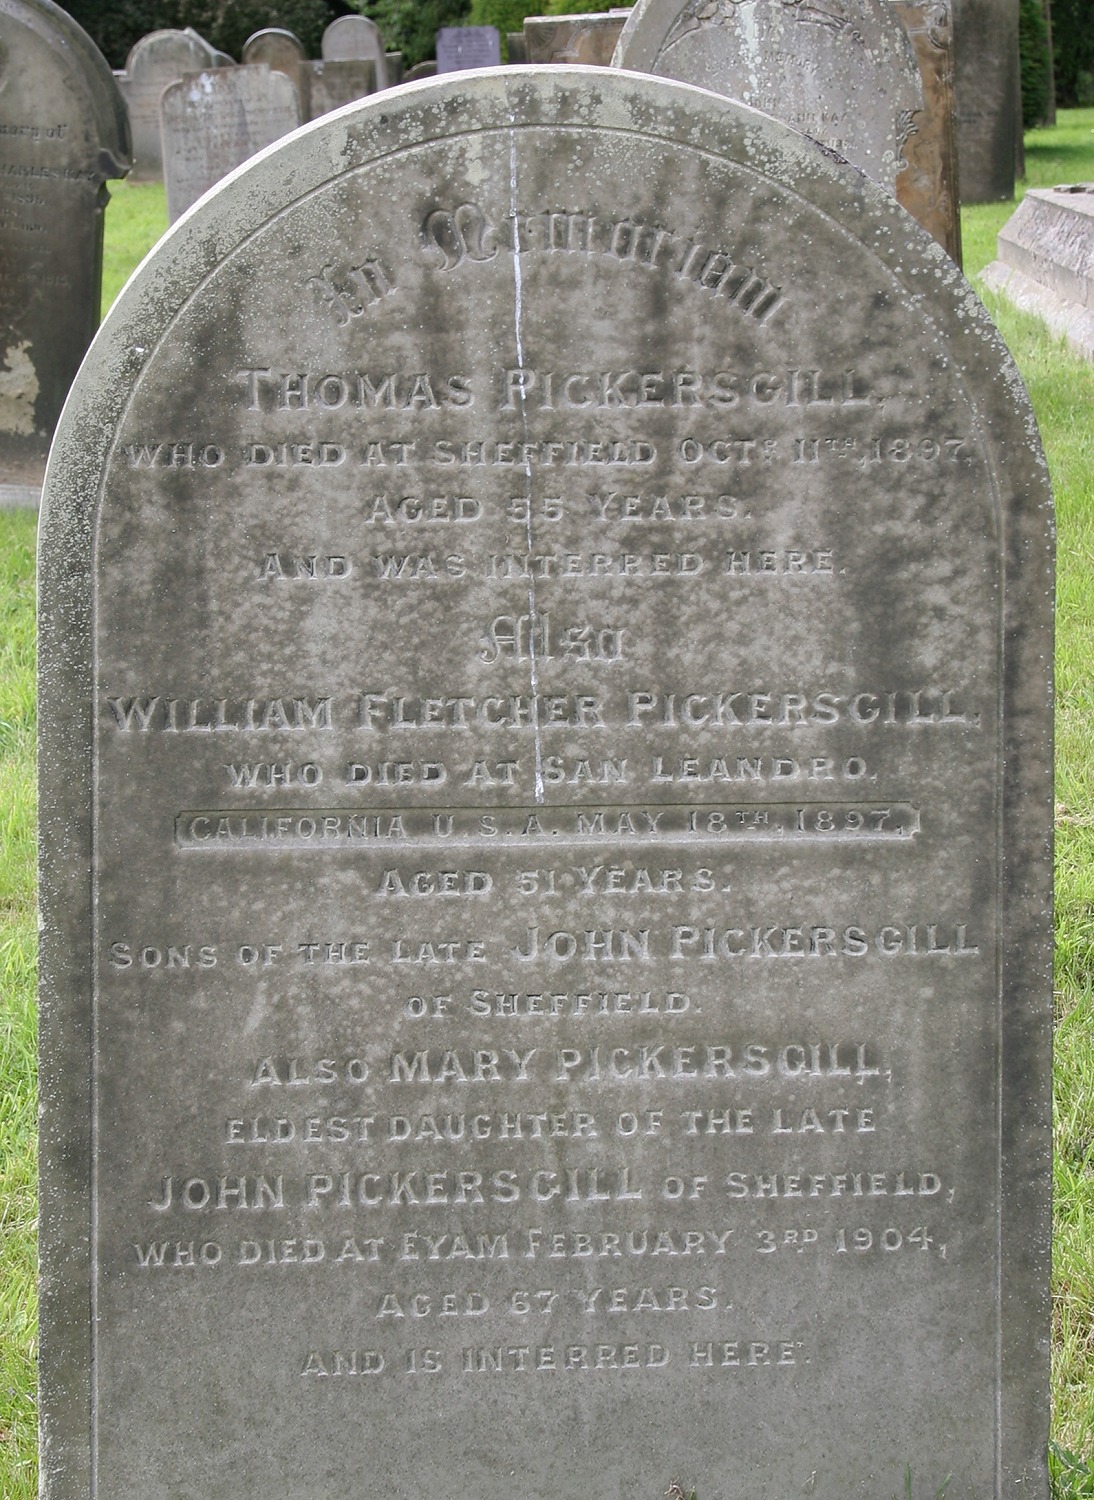 In Memoriam
THOMAS PICKERSGILL,
WHO DIED AT SHEFFIELD OCTR 11TH, 1897,
AGED 55 YEARS.
AND WAS INTERRED HERE.
Also
WILLIAM FLETCHER PICKERSGILL,
WHO DIED AT SAN LEANDRO,
CALIFORNIA U.S.A. MAY 18TH, 1897,
AGED 51 YEARS.
SONS OF THE LATE JOHN PICKERSGILL
OF SHEFFIELD.
ALSO MARY PICKERSGILL,
ELDEST DAUGHTER OF THE LATE
JOHN PICKERSGILL OF SHEFFIELD,
WHO DIED AT EYAM FEBRUARY 3RD 1904,
AGED 67 YEARS.
AND IS INTERRED HERE.